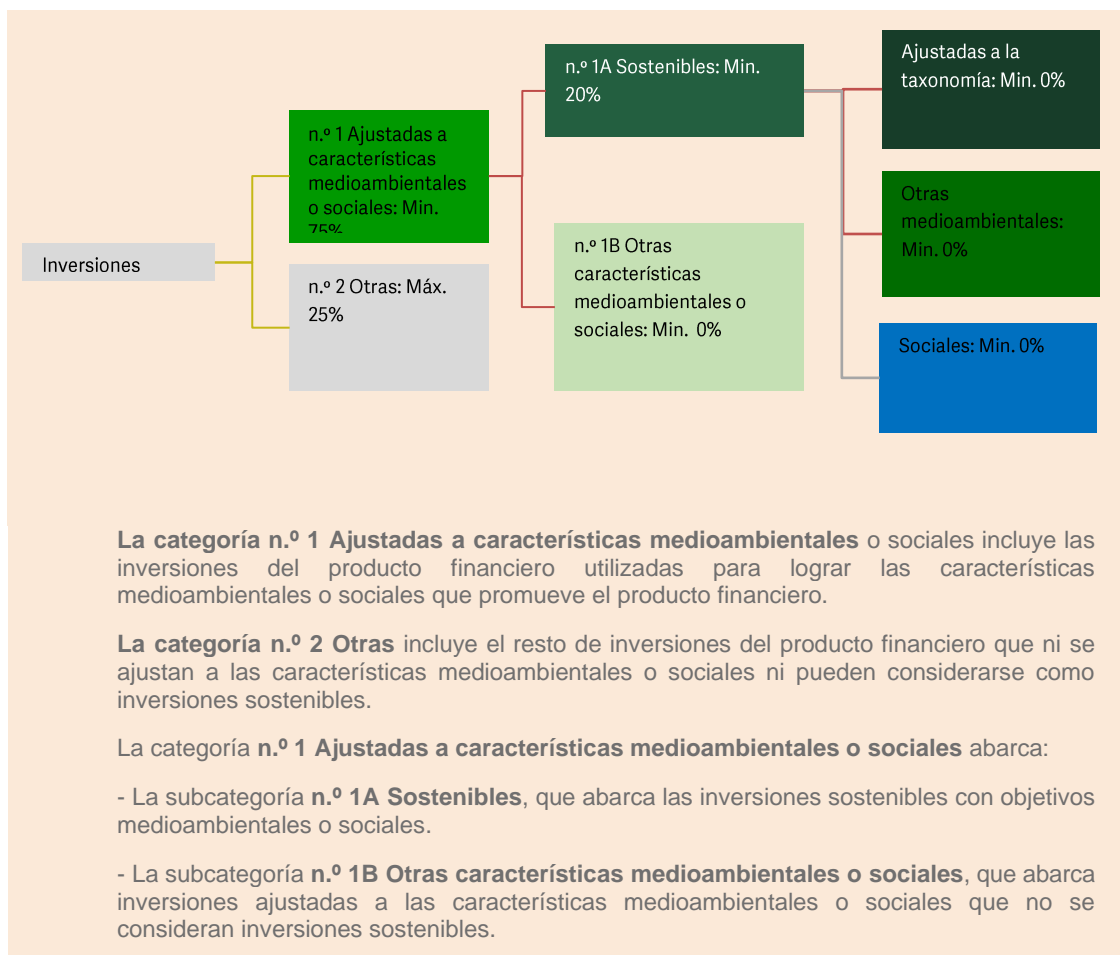 Inversiones
n.º 1 Ajustadas a
características
medioambientales
o sociales: Min.
75%
n.º 2 Otras: Máx.
25%
n.º 1A Sostenibles: Min.
20%
n.º 1B Otras
características
medioambientales o
sociales: Min. 0%
Ajustadas a la
taxonomía: Min. 0%
Otras
medioambientales:
Min. 0%
Sociales: Min. 0%
La categoría n.º 1 Ajustadas a características medioambientales o sociales incluye las
inversiones del producto financiero utilizadas para lograr las características
medioambientales o sociales que promueve el producto financiero.
La categoría n.º 2 Otras incluye el resto de inversiones del producto financiero que ni se
ajustan a las características medioambientales o sociales ni pueden considerarse como
inversiones sostenibles.
La categoría n.º 1 Ajustadas a características medioambientales o sociales abarca:
- La subcategoría n.º 1A Sostenibles, que abarca las inversiones sostenibles con objetivos
medioambientales o sociales.
- La subcategoría n.º 1B Otras características medioambientales o sociales, que abarca
inversiones ajustadas a las características medioambientales o sociales que no se
consideran inversiones sostenibles.